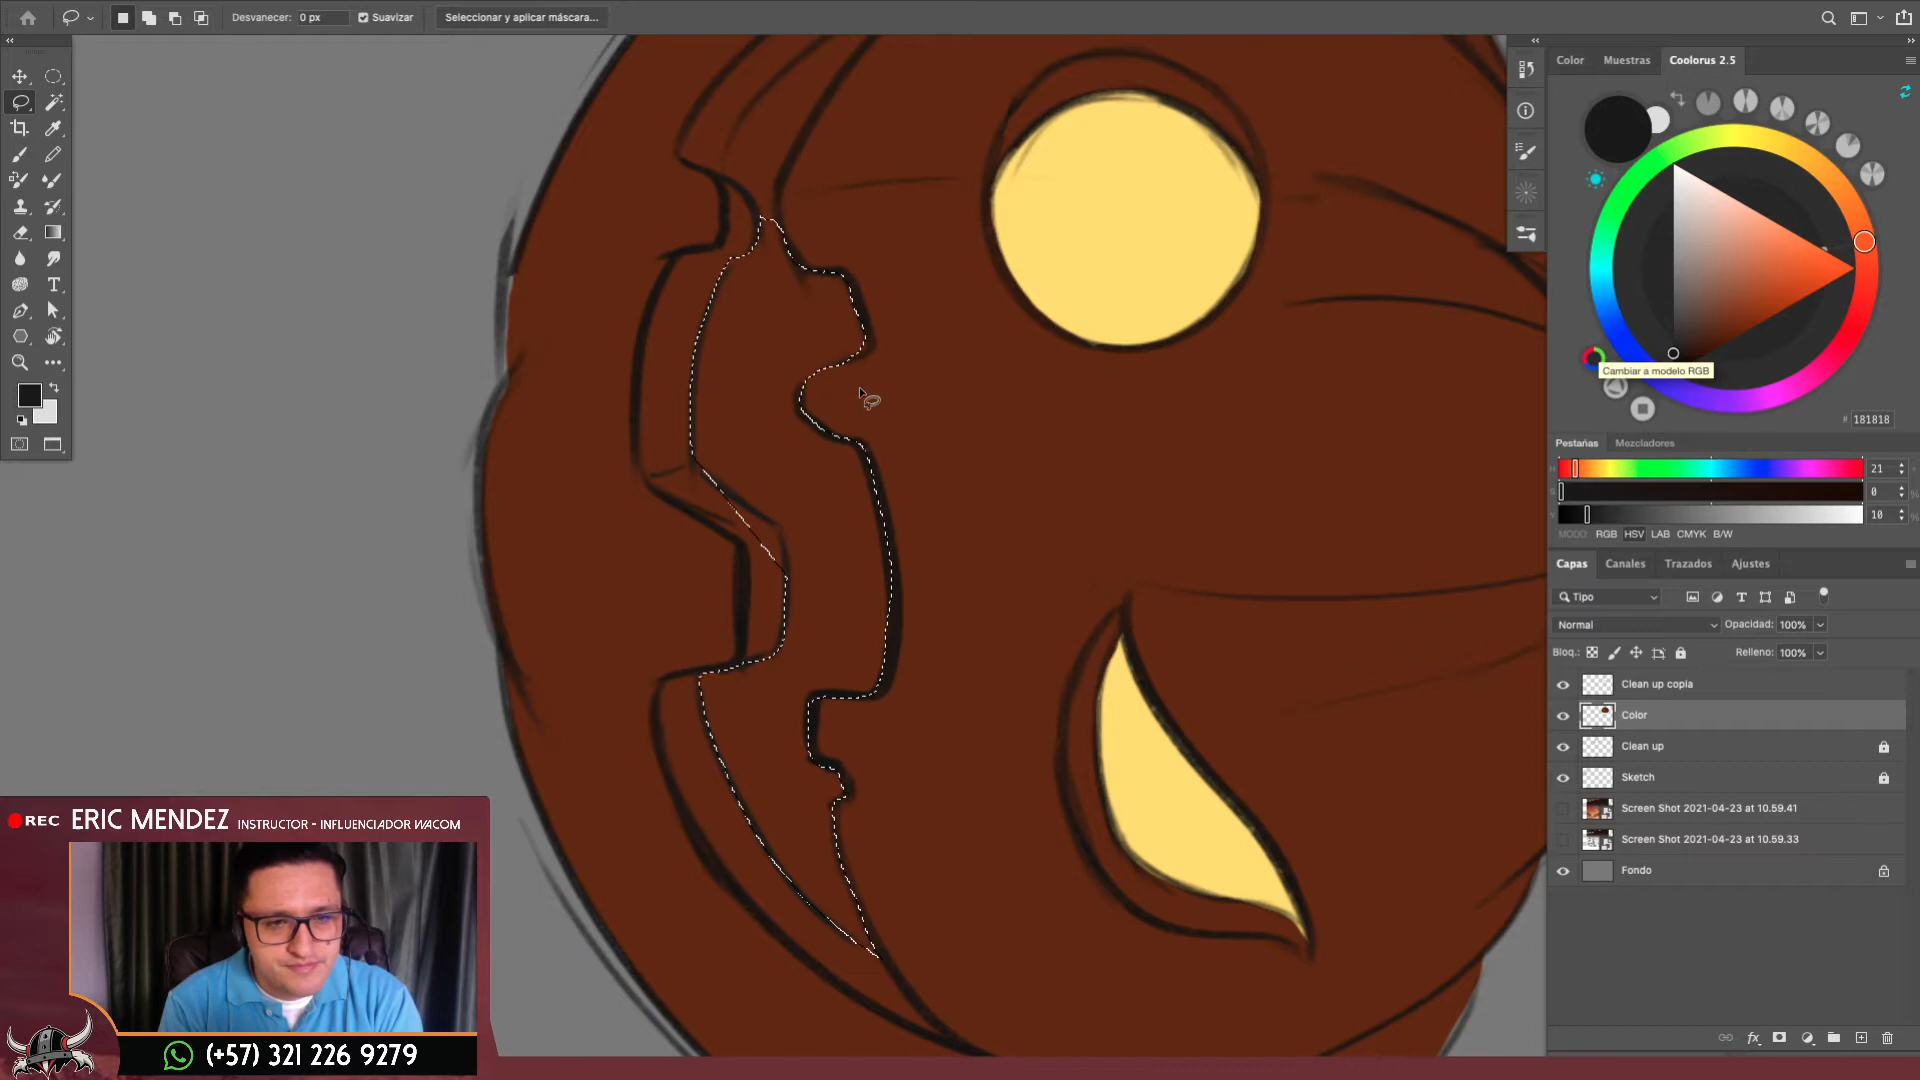 Desvanecer: 0 px Suavizar Seleccionar y aplicar máscara...
Color Muestras Coolorus 2.5
Cambiar a modelo RGB
# 181818
Pestañas Mezcladores
H 21 °
S 0 %
V 10 %
MODO: RGB HSV LAB CMYK B/W
Capas Canales Trazados Ajustes
Tipo
Normal Opacidad: 100%
Bloq.: Relleno: 100%
Clean up copia
Color
Clean up
Sketch
Screen Shot 2021-04-23 at 10.59.41
Screen Shot 2021-04-23 at 10.59.33
Fondo
REC ERIC MENDEZ INSTRUCTOR - INFLUENCIADOR WACOM
(+57) 321 226 9279